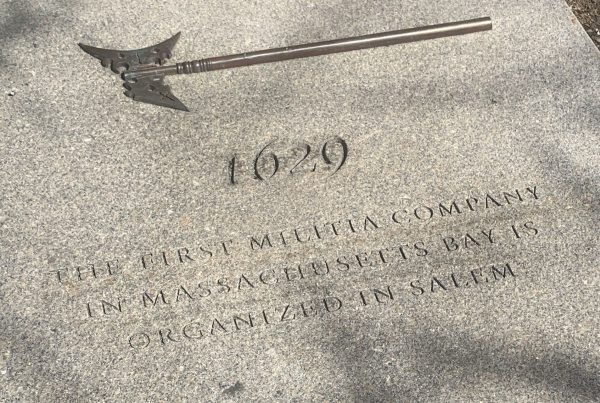 1629
THE FIRST MILITIA COMPANY
IN MASSACHUSETTS BAY IS
ORGANIZED IN SALEM